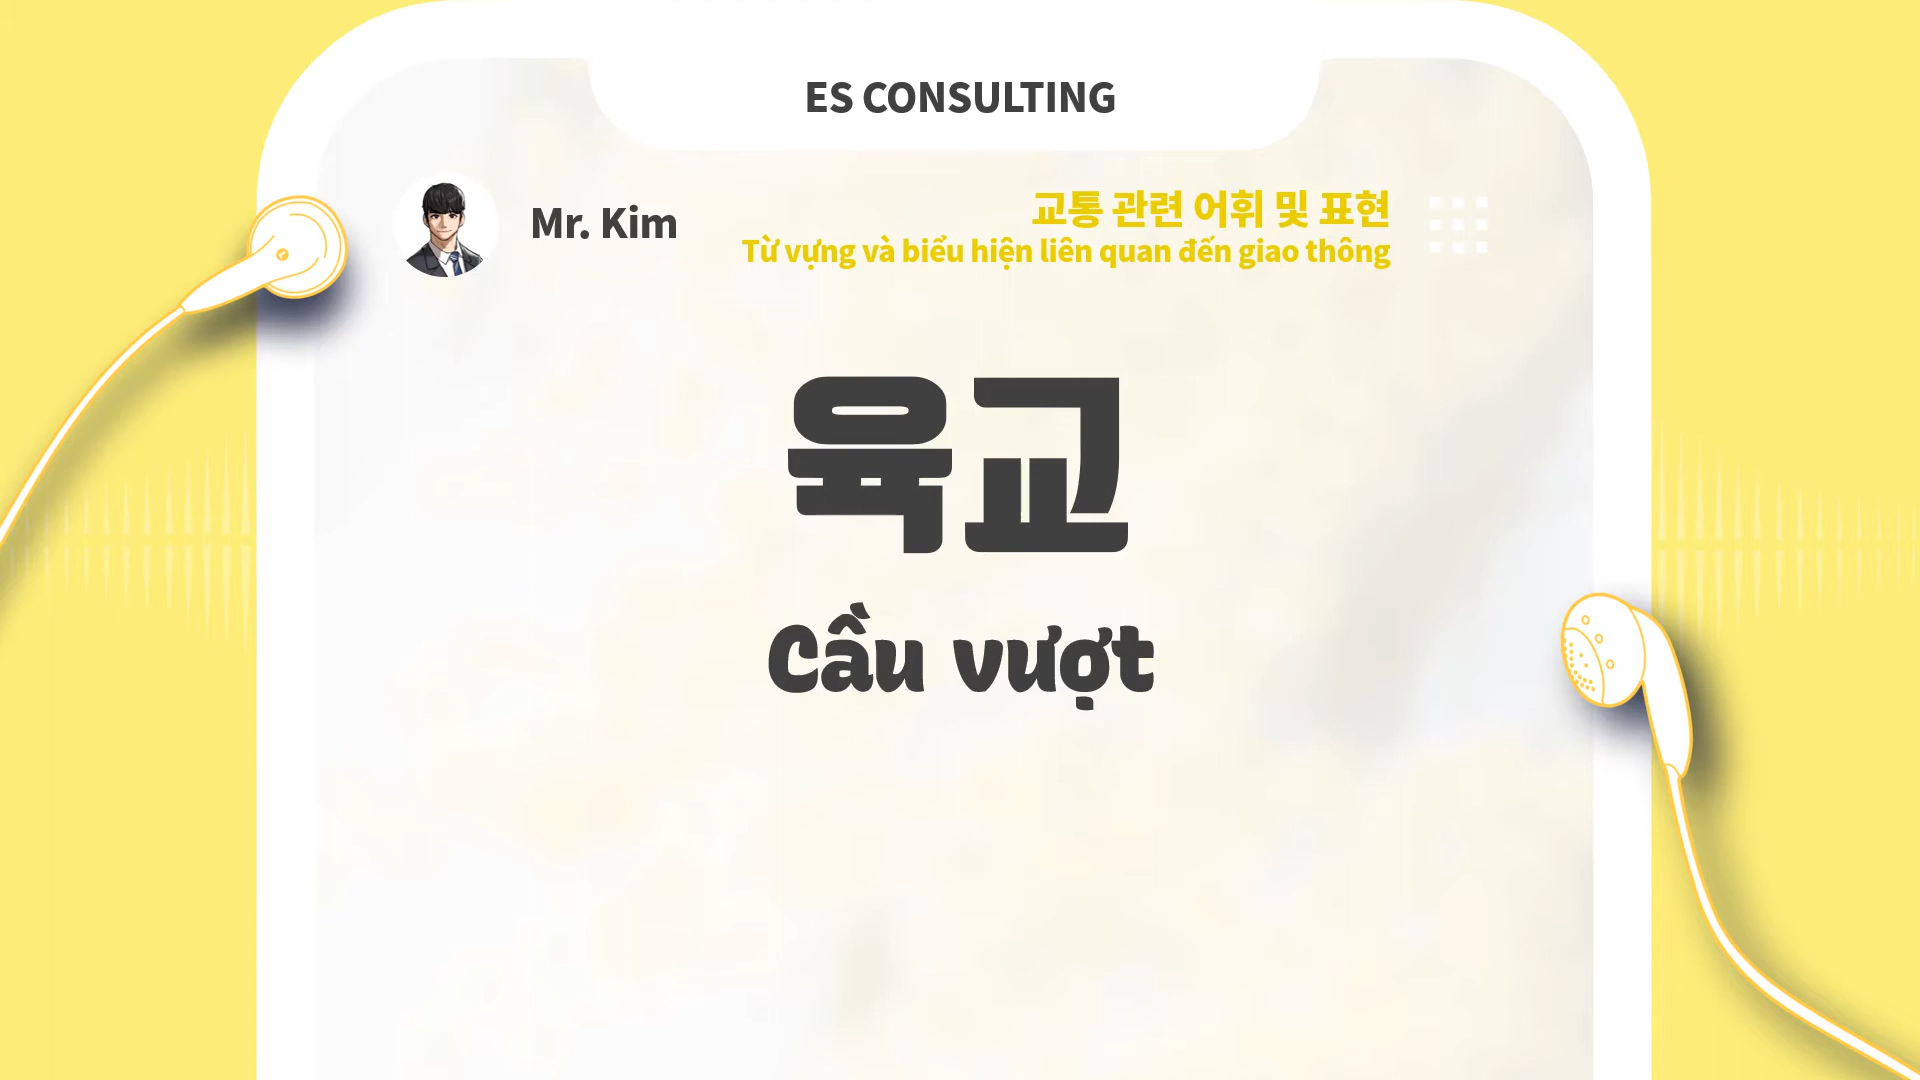 ES CONSULTING
Mr. Kim
교통 관련 어휘 및 표현
Từ vựng và biểu hiện liên quan đến giao thông
육교
Cầu vượt